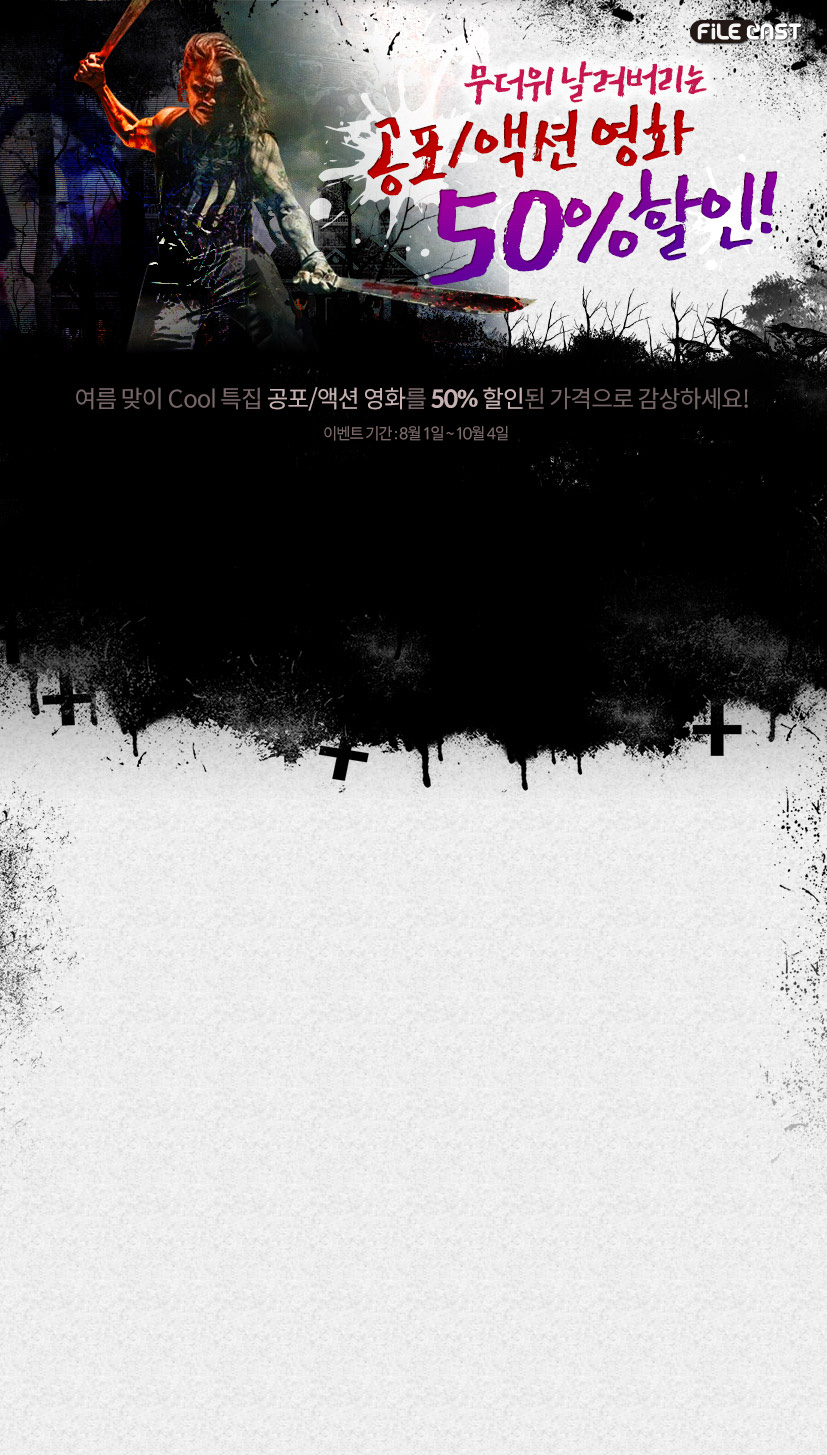 FiLE CAST
무더위 날려버리는
공포/액션 영화
50%할인!
여름 맞이 Cool 특집 공포/액션 영화를 50% 할인된 가격으로 감상하세요!
이벤트 기간 : 8월 1일 ~ 10월 4일